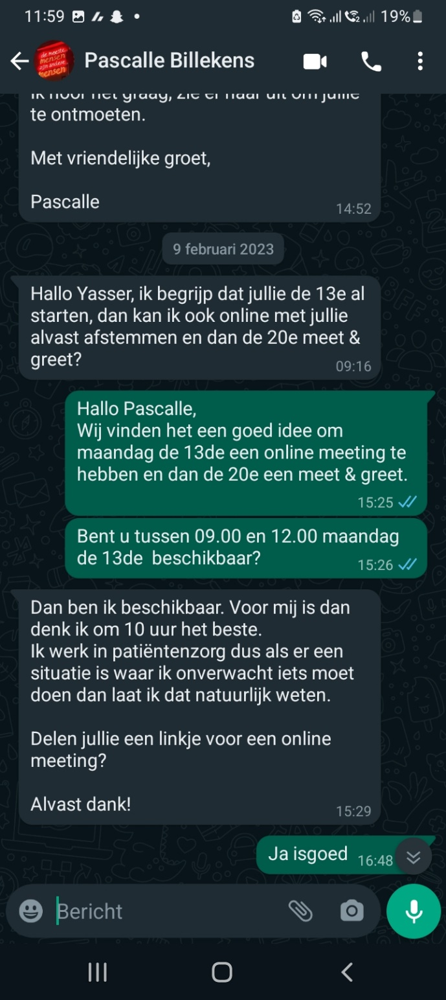 11:59
19%
de meeste
mensen
zijn andere
mensen
Pascalle Billekens
Ik hoor het graag, zie er naar uit om jullie
te ontmoeten.
Met vriendelijke groet,
Pascalle
14:52
9 februari 2023
Hallo Yasser, ik begrijp dat jullie de 13e al
starten, dan kan ik ook online met jullie
alvast afstemmen en dan de 20e meet &
greet?
09:16
Hallo Pascalle,
Wij vinden het een goed idee om
maandag de 13de een online meeting te
hebben en dan de 20e een meet & greet.
15:25
Bent u tussen 09.00 en 12.00 maandag
de 13de  beschikbaar?
15:26
Dan ben ik beschikbaar. Voor mij is dan
denk ik om 10 uur het beste.
Ik werk in patiëntenzorg dus als er een
situatie is waar ik onverwacht iets moet
doen dan laat ik dat natuurlijk weten.
Delen jullie een linkje voor een online
meeting?
Alvast dank!
15:29
Ja isgoed
16:48
Bericht